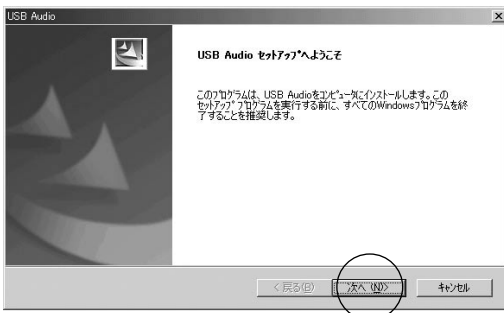 USB Audio
USB Audio ｾｯﾄｱｯﾌﾟへようこそ
このﾌﾟﾛｸﾞﾗﾑは、USB Audioをｺﾝﾋﾟｭｰﾀにｲﾝｽﾄｰﾙします。この
ｾｯﾄｱｯﾌﾟ ﾌﾟﾛｸﾞﾗﾑを実行する前に、すべてのWindowsﾌﾟﾛｸﾞﾗﾑを終
了することを推奨します。
< 戻る(B) 次へ (N)> ｷｬﾝｾﾙ